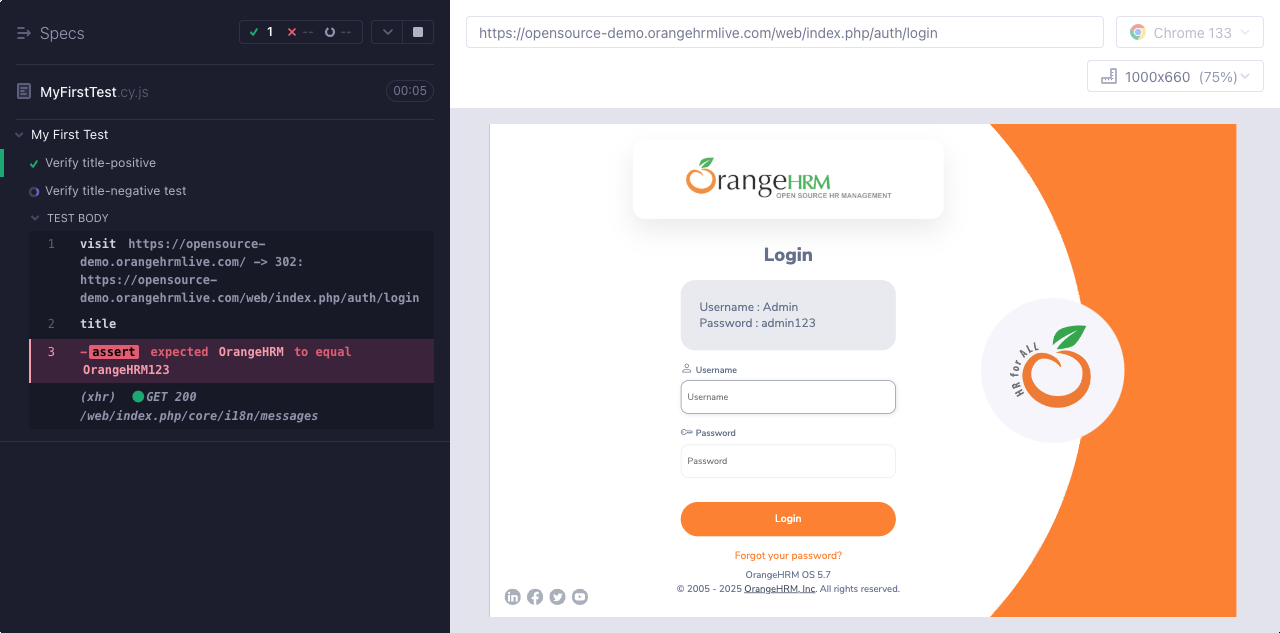 Specs
1 -- --
MyFirstTest.cy.js 00:05
My First Test
Verify title-positive
Verify title-negative test
TEST BODY
1 visit https://opensource-
demo.orangehrmlive.com/ -> 302:
https://opensource-
demo.orangehrmlive.com/web/index.php/auth/login
2 title
3 -assert expected OrangeHRM to equal
OrangeHRM123
(xhr) GET 200
/web/index.php/core/i18n/messages
https://opensource-demo.orangehrmlive.com/web/index.php/auth/login
Chrome 133
1000x660 (75%)
OrangeHRM
OPEN SOURCE HR MANAGEMENT
Login
Username : Admin
Password : admin123
Username
Username
Password
Password
Login
Forgot your password?
OrangeHRM OS 5.7
© 2005 - 2025 OrangeHRM, Inc. All rights reserved.
HR for ALL